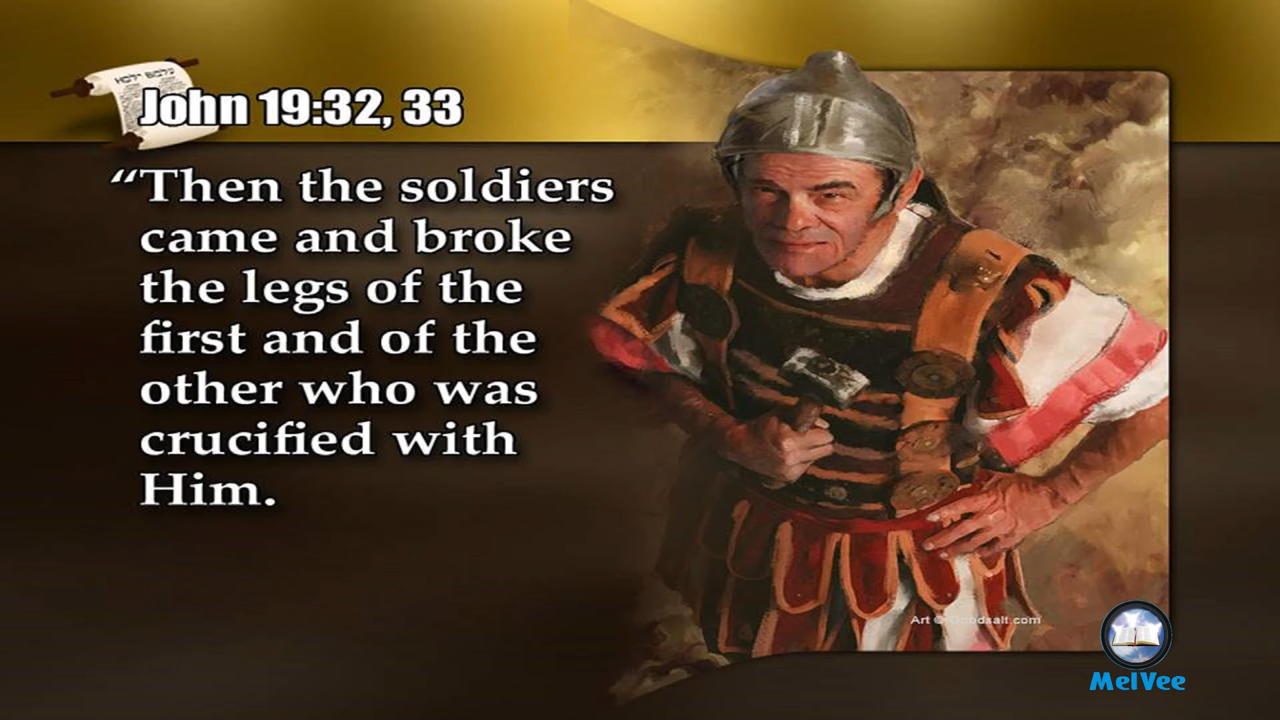 John 19:32, 33
“Then the soldiers
came and broke
the legs of the
first and of the
other who was
crucified with
Him.
Art ©
MelVee